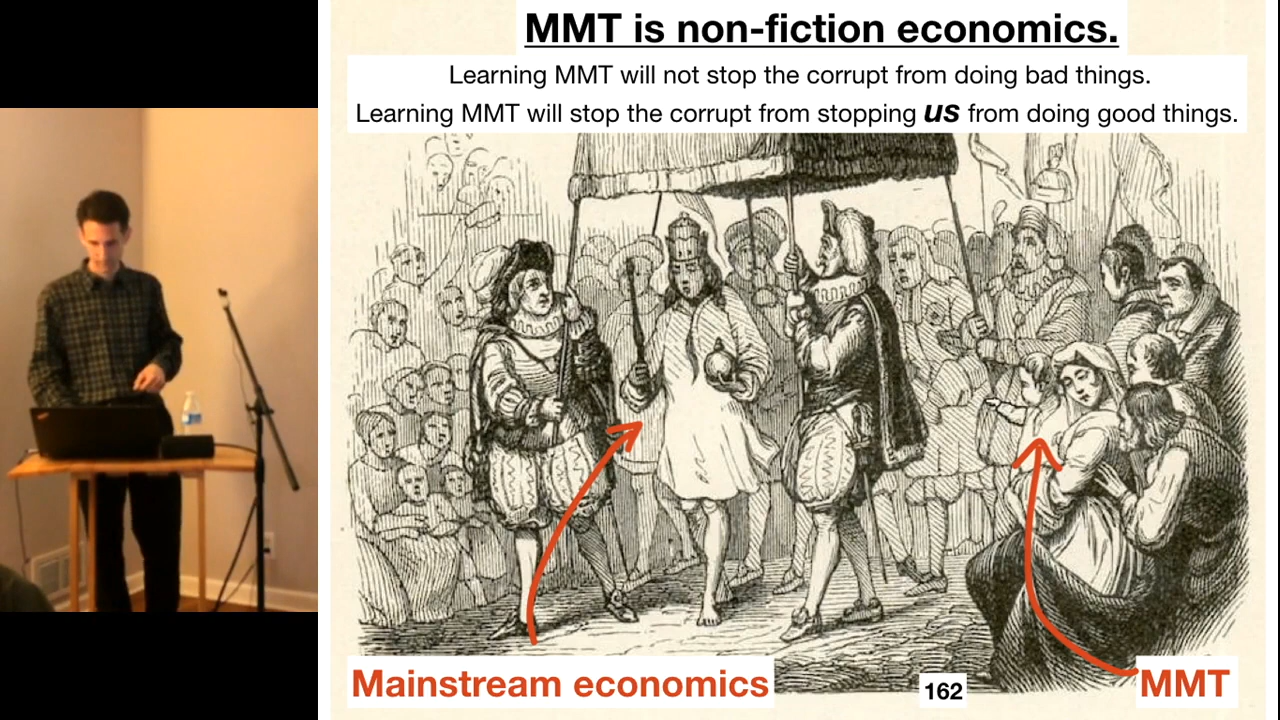 MMT is non-fiction economics.
Learning MMT will not stop the corrupt from doing bad things.
Learning MMT will stop the corrupt from stopping us from doing good things.
Mainstream economics
162
MMT